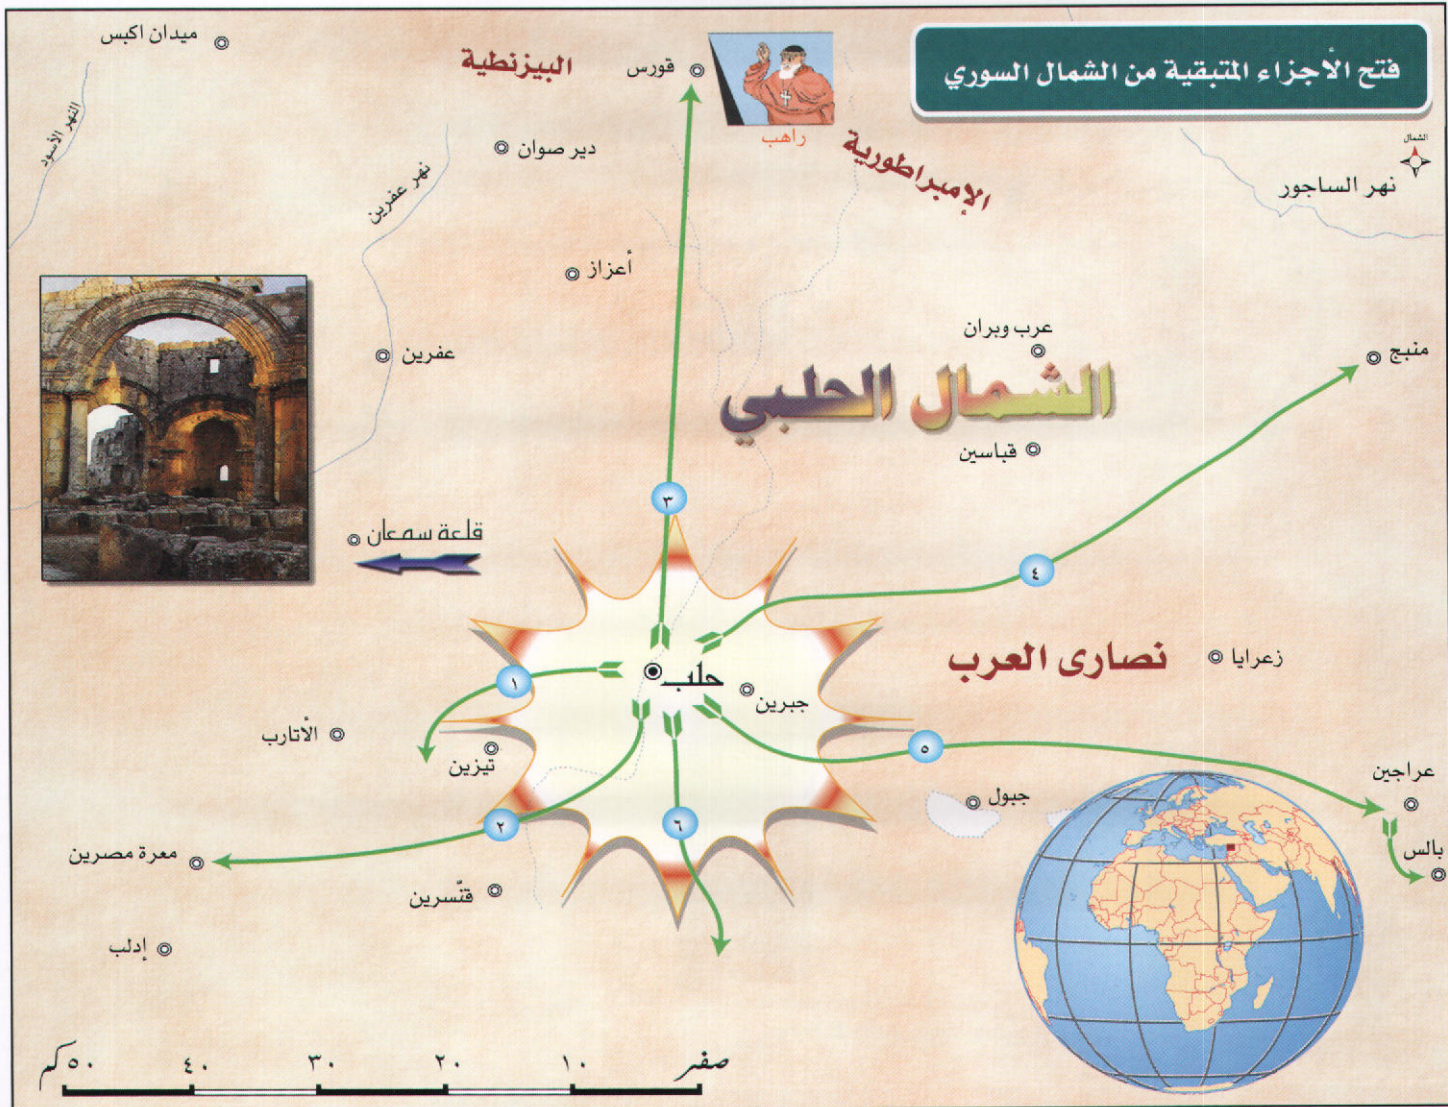 فتح الأجزاء المتبقية من الشمال السوري
ميدان اكبس
البيزنطية
قورس
راهب
الإمبراطورية
الشمال
نهر الساجور
النهر الأسود
نهر عفرين
دير صوان
أعزاز
عفرين
عرب وبران
منبج
الشمال الحلبي
قباسين
٣
قلعة سمعان
٤
نصارى العرب
زعرايا
حلب
جبرين
١
الأتارب
تيزين
٥
عراجين
جبول
٢
٦
بالس
معرة مصرين
قنّسرين
إدلب
صفر
١٠
٢٠
٣٠
٤٠
٥٠ كم